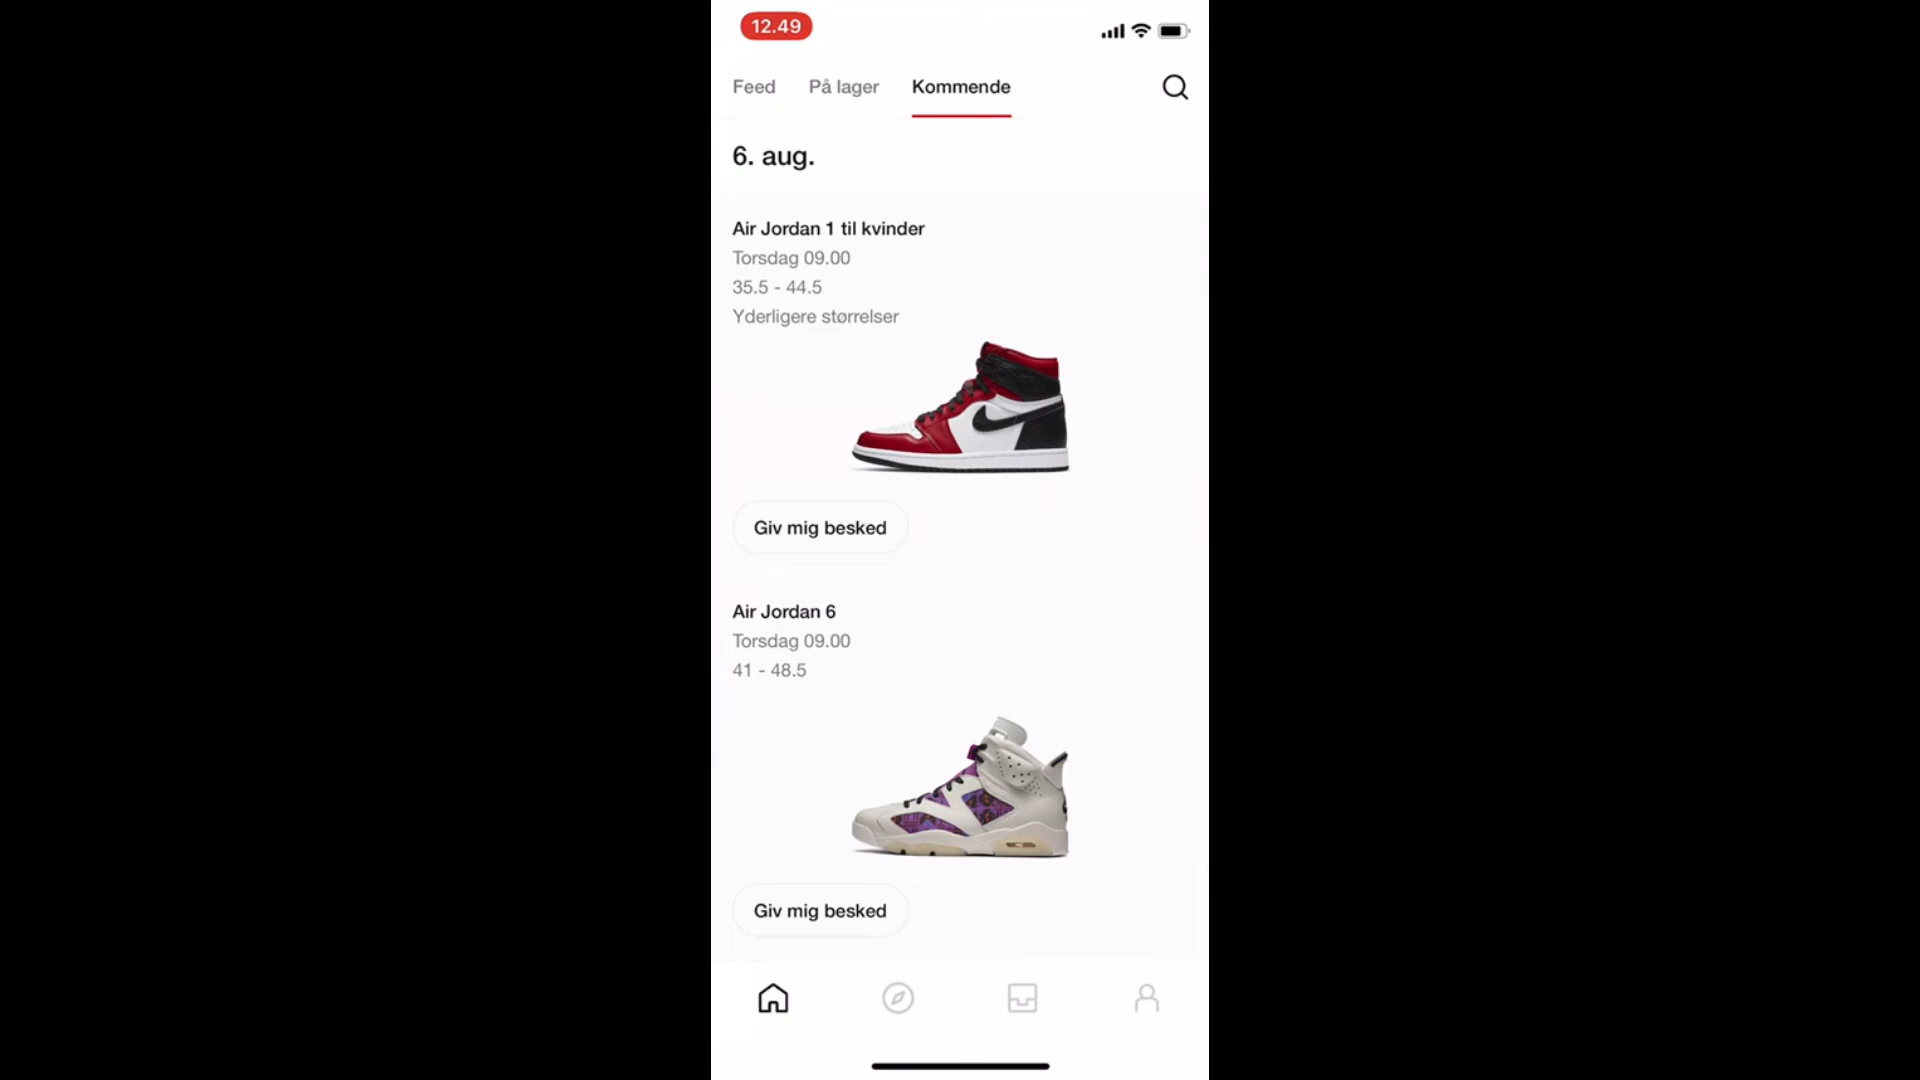 12.49
Feed På lager Kommende
6. aug.
Air Jordan 1 til kvinder
Torsdag 09.00
35.5 - 44.5
Yderligere størrelser
Giv mig besked
Air Jordan 6
Torsdag 09.00
41 - 48.5
Giv mig besked